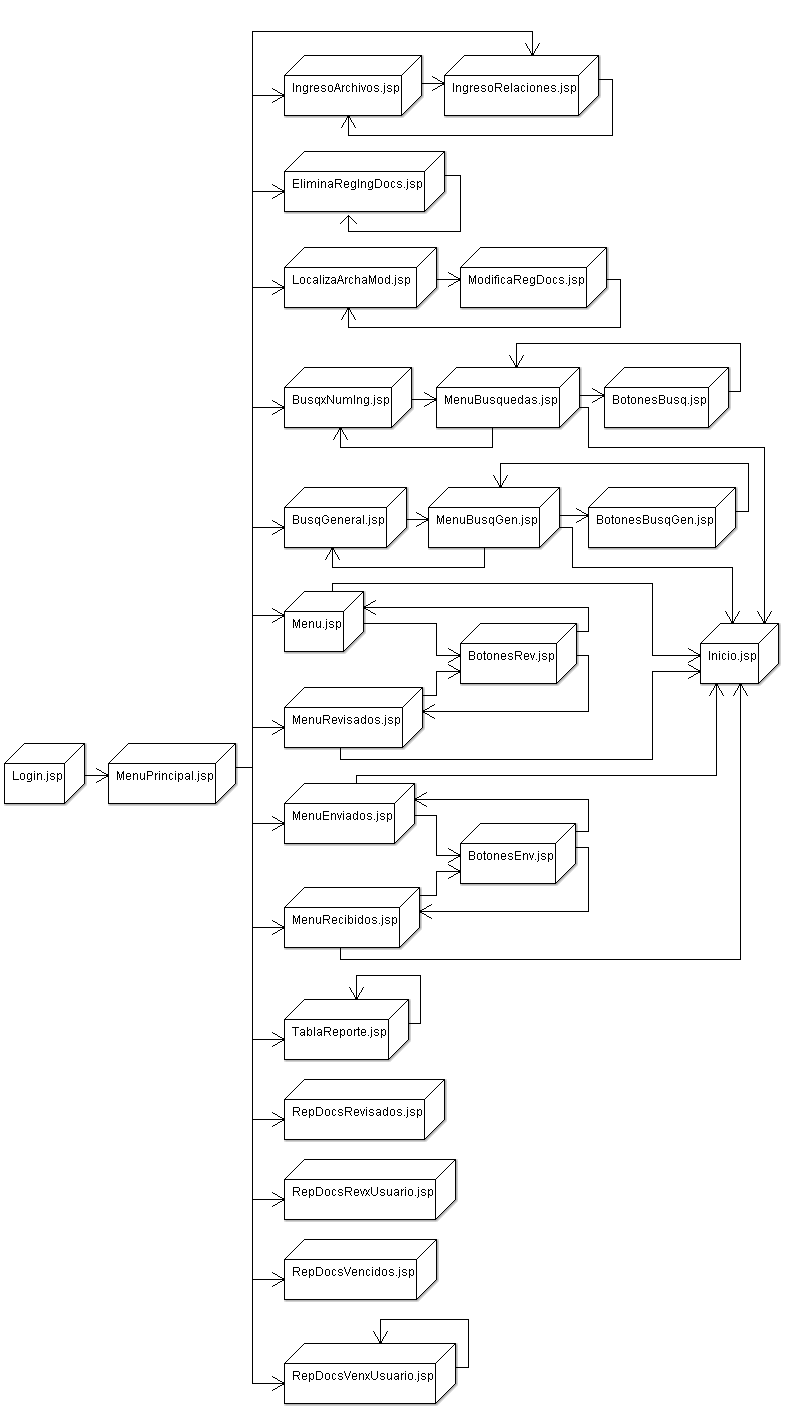 IngresoArchivos.jsp
IngresoRelaciones.jsp
EliminaRegIngDocs.jsp
LocalizaArchaMod.jsp
ModificaRegDocs.jsp
BusqxNumIng.jsp
MenuBusquedas.jsp
BotonesBusq.jsp
BusqGeneral.jsp
MenuBusqGen.jsp
BotonesBusqGen.jsp
Menu.jsp
BotonesRev.jsp
Inicio.jsp
MenuRevisados.jsp
Login.jsp
MenuPrincipal.jsp
MenuEnviados.jsp
BotonesEnv.jsp
MenuRecibidos.jsp
TablaReporte.jsp
RepDocsRevisados.jsp
RepDocsRevxUsuario.jsp
RepDocsVencidos.jsp
RepDocsVenxUsuario.jsp